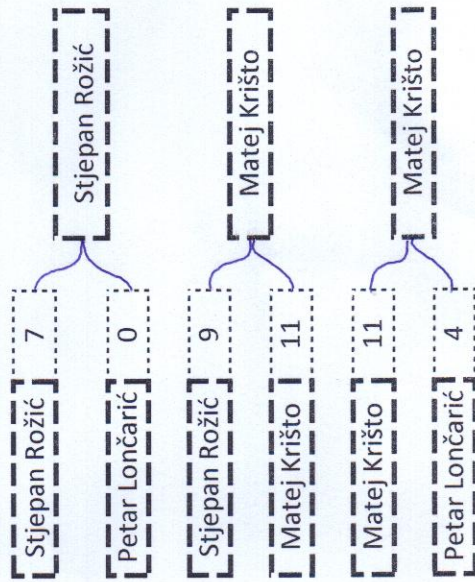 Stjepan Rožić 7
Stjepan Rožić
Petar Lončarić 0
Stjepan Rožić 9
Matej Krišto
Matej Krišto 11
Matej Krišto 11
Matej Krišto
Petar Lončarić 4